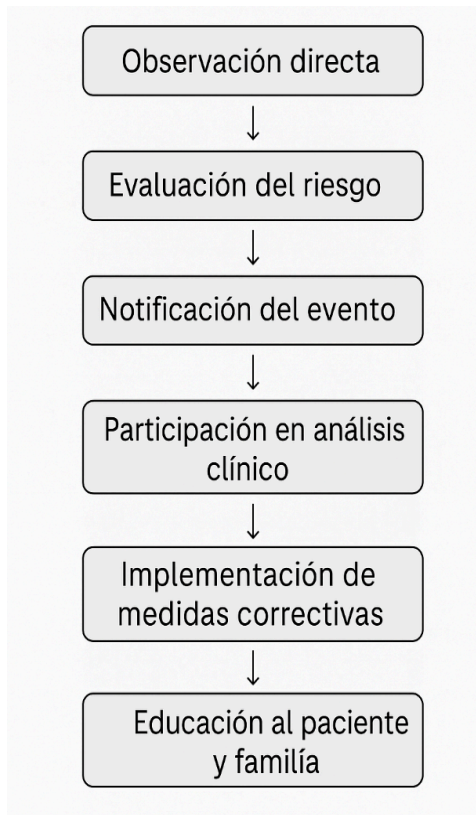 Observación directa
Evaluación del riesgo
Notificación del evento
Participación en análisis
clínico
Implementación de
medidas correctivas
Educación al paciente
y familía